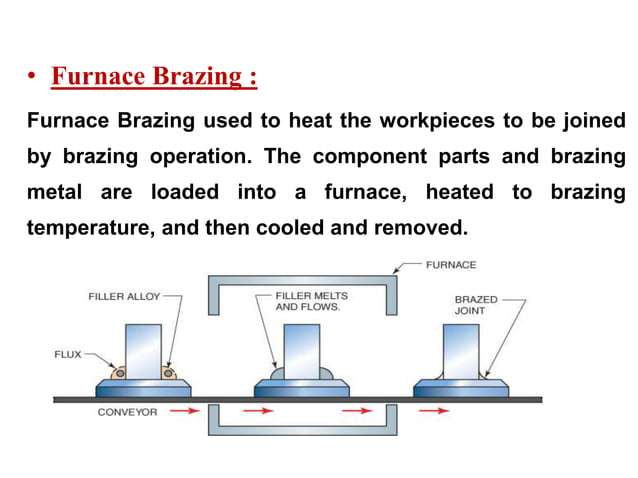 • Furnace Brazing :
Furnace Brazing used to heat the workpieces to be joined
by brazing operation. The component parts and brazing
metal are loaded into a furnace, heated to brazing
temperature, and then cooled and removed.
FURNACE
FILLER ALLOY
FILLER MELTS
AND FLOWS.
BRAZED
JOINT
FLUX
CONVEYOR